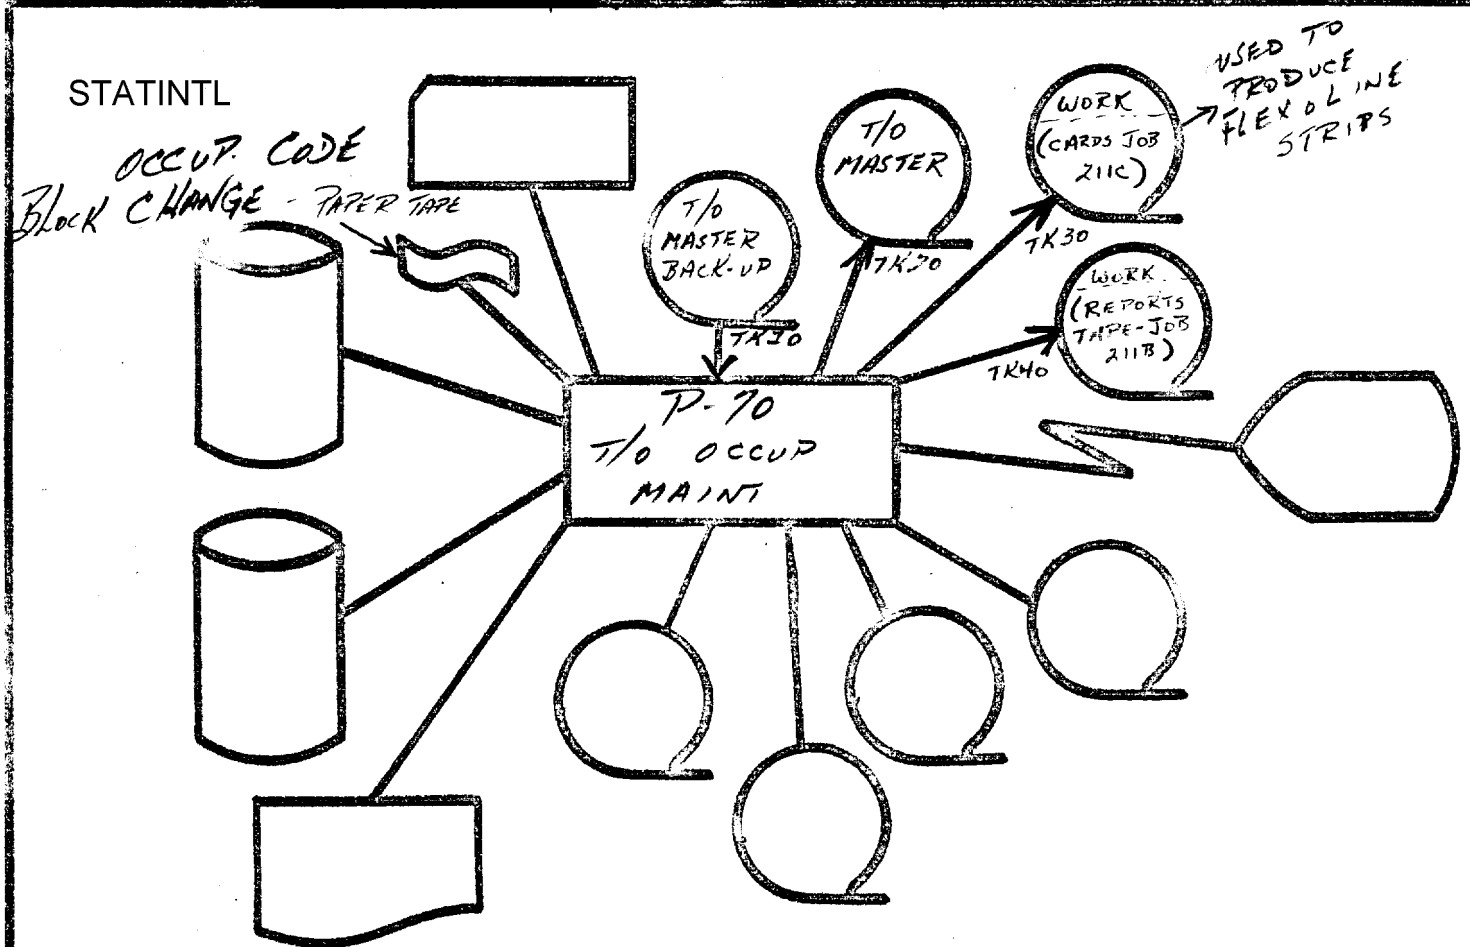 STATINTL
OCCUP. CODE
BLOCK CHANGE - PAPER TAPE
T/O
MASTER
BACK-UP
TK10
T/O
MASTER
TK20
WORK
(CARDS JOB
211C)
TK30
USED TO
PRODUCE
FLEXOLINE
STRIPS
WORK
(REPORTS
TAPE-JOB
211B)
TK40
P-70
T/O OCCUP
MAINT